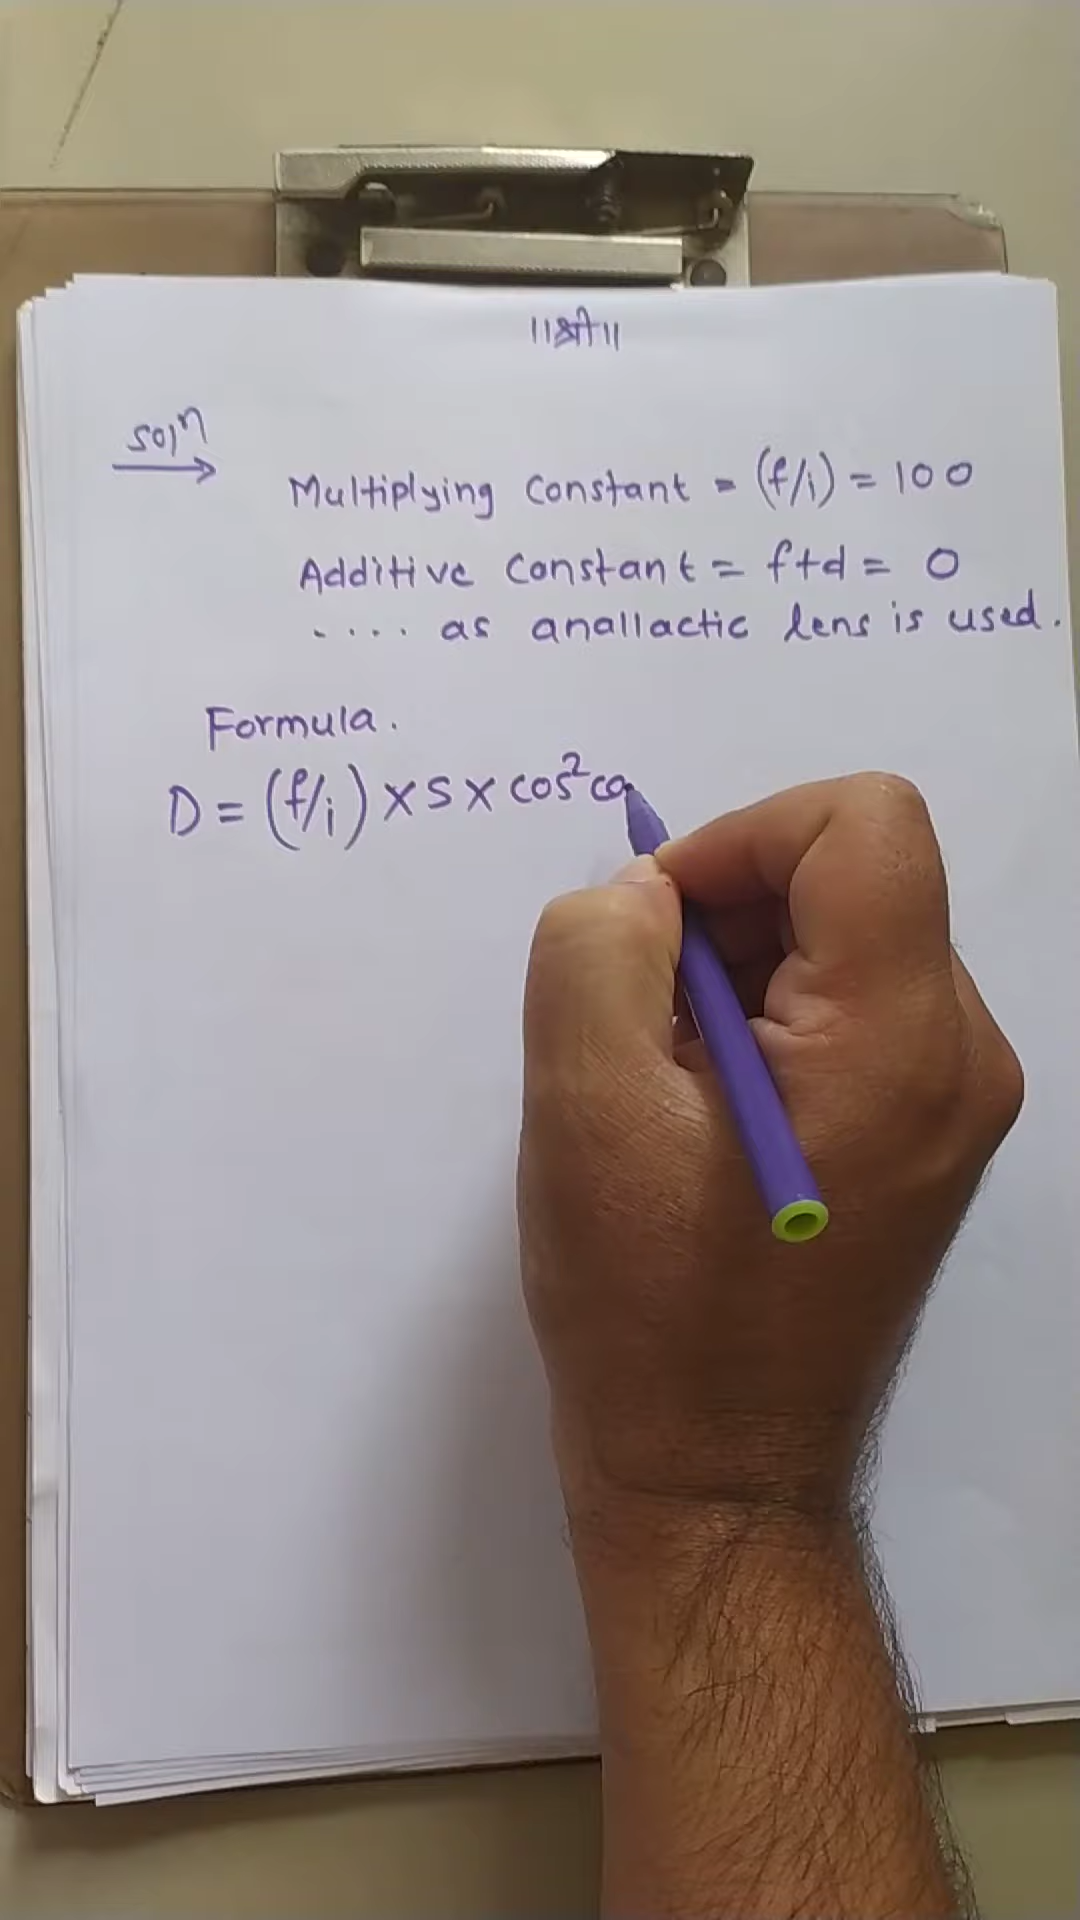 ॥श्री॥
Solⁿ
Multiplying Constant = (f/i) = 100
Additive Constant = f+d = 0
.... as anallactic lens is used.
Formula.
D = (f/i) × S × cos²